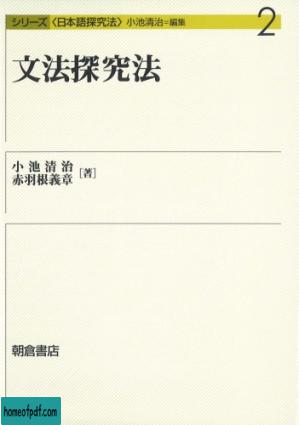 シリーズ〈日本語探究法〉小池清治=編集
2
文法探究法
小池清治
赤羽根義章 [著]
朝倉書店
homeofpdf.com